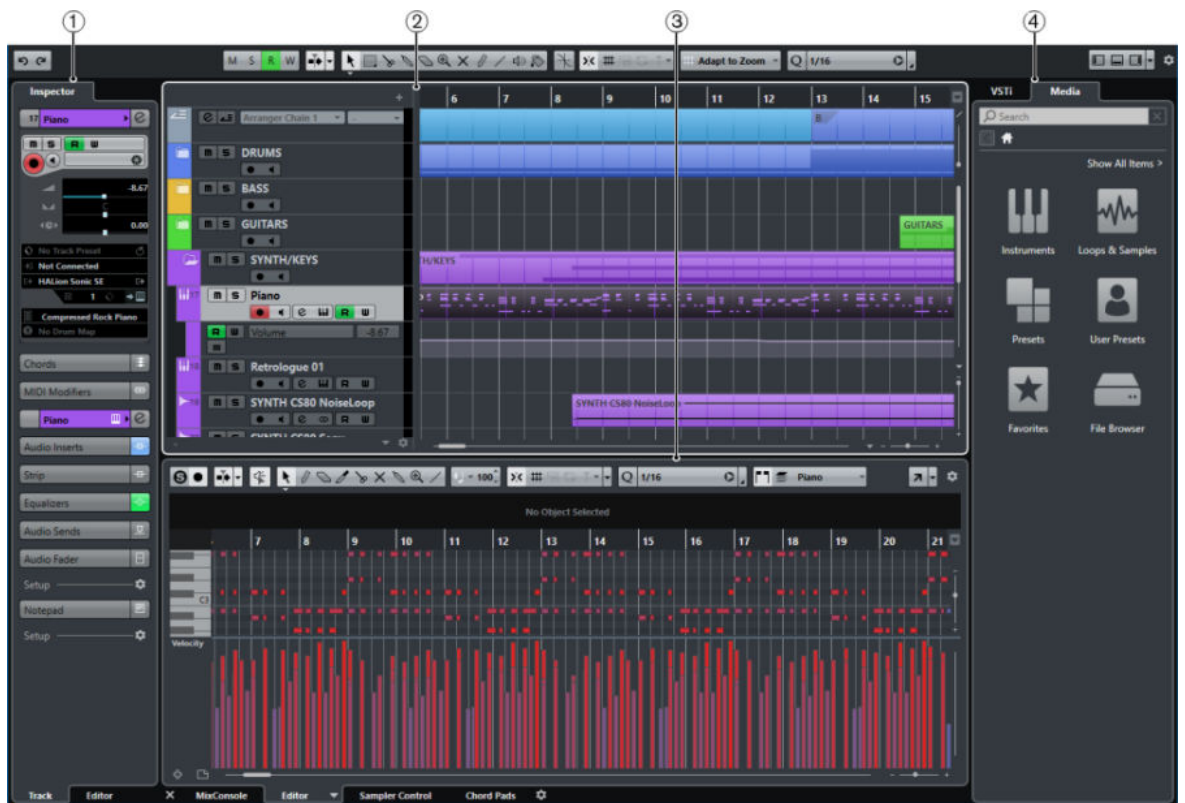 ① ② ③ ④
M S R W Adapt to Zoom Q 1/16
Inspector
17 Piano
m S R W
-8.67
C
0.00
No Track Preset
Not Connected
HALion Sonic SE
1
Compressed Rock Piano
No Drum Map
Chords
MIDI Modifiers
Piano
Audio Inserts
Strip
Equalizers
Audio Sends
Audio Fader
Setup
Notepad
Setup
Track Editor
+ 6 7 8 9 10 11 12 13 14 15
Arranger Chain 1 -
B
m S DRUMS
m S BASS
m S GUITARS
GUITARS
m S SYNTH/KEYS
TH/KEYS
17 m S Piano
e R W
R W Volume -8.67
m
18 m S Retrologue 01
e R W
19 m S SYNTH CS80 NoiseLoop
SYNTH CS80 NoiseLoop
e R W
S 100 Q 1/16 Piano
No Object Selected
7 8 9 10 11 12 13 14 15 16 17 18 19 20 21
C3
Velocity
X MixConsole Editor Sampler Control Chord Pads
VSTi Media
Search
Show All Items >
Instruments Loops & Samples
Presets User Presets
Favorites File Browser